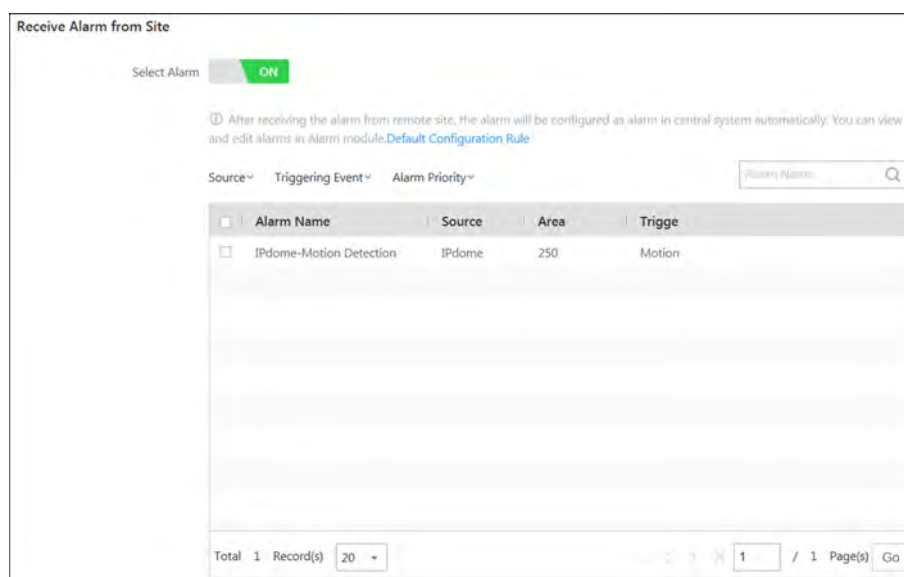 Receive Alarm from Site
Select Alarm ON
ⓘ After receiving the alarm from remote site, the alarm will be configured as alarm in central system automatically. You can view
and edit alarms in Alarm module.Default Configuration Rule
Source Triggering Event Alarm Priority Alarm Name
Alarm Name Source Area Trigge
IPdome-Motion Detection IPdome 250 Motion
Total 1 Record(s) 20 1 / 1 Page(s) Go